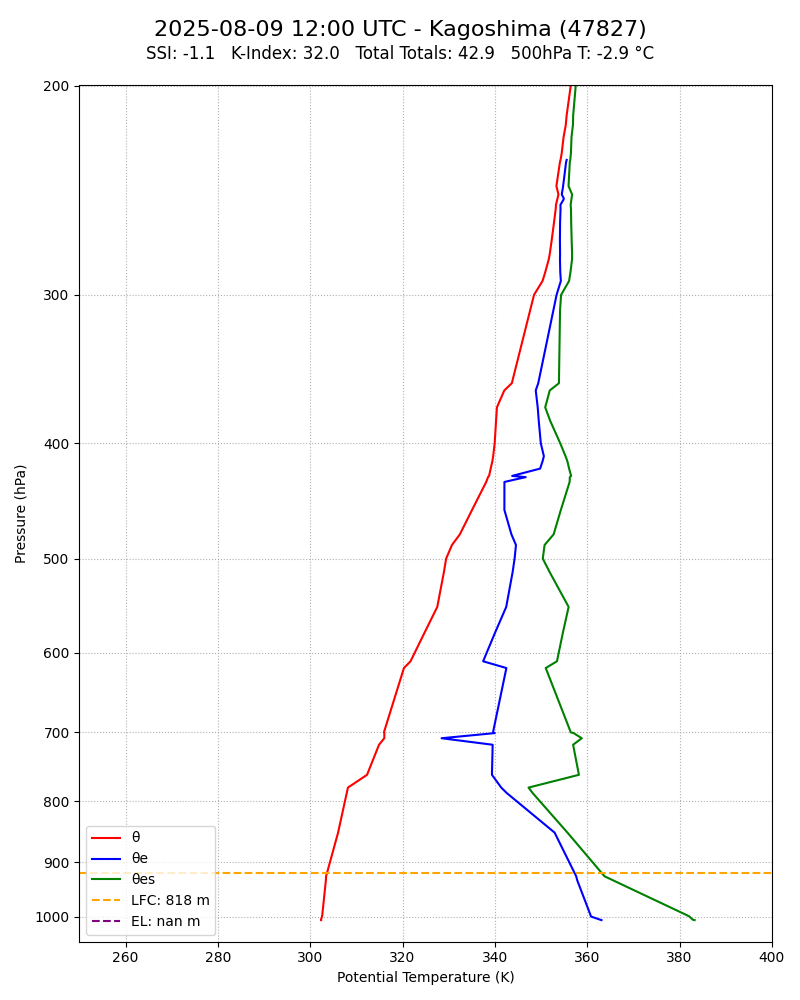 2025-08-09 12:00 UTC - Kagoshima (47827)
SSI: -1.1 K-Index: 32.0 Total Totals: 42.9 500hPa T: -2.9 °C
200
300
400
500
600
700
800
900
1000
Pressure (hPa)
θ
θe
θes
LFC: 818 m
EL: nan m
260 280 300 320 340 360 380 400
Potential Temperature (K)